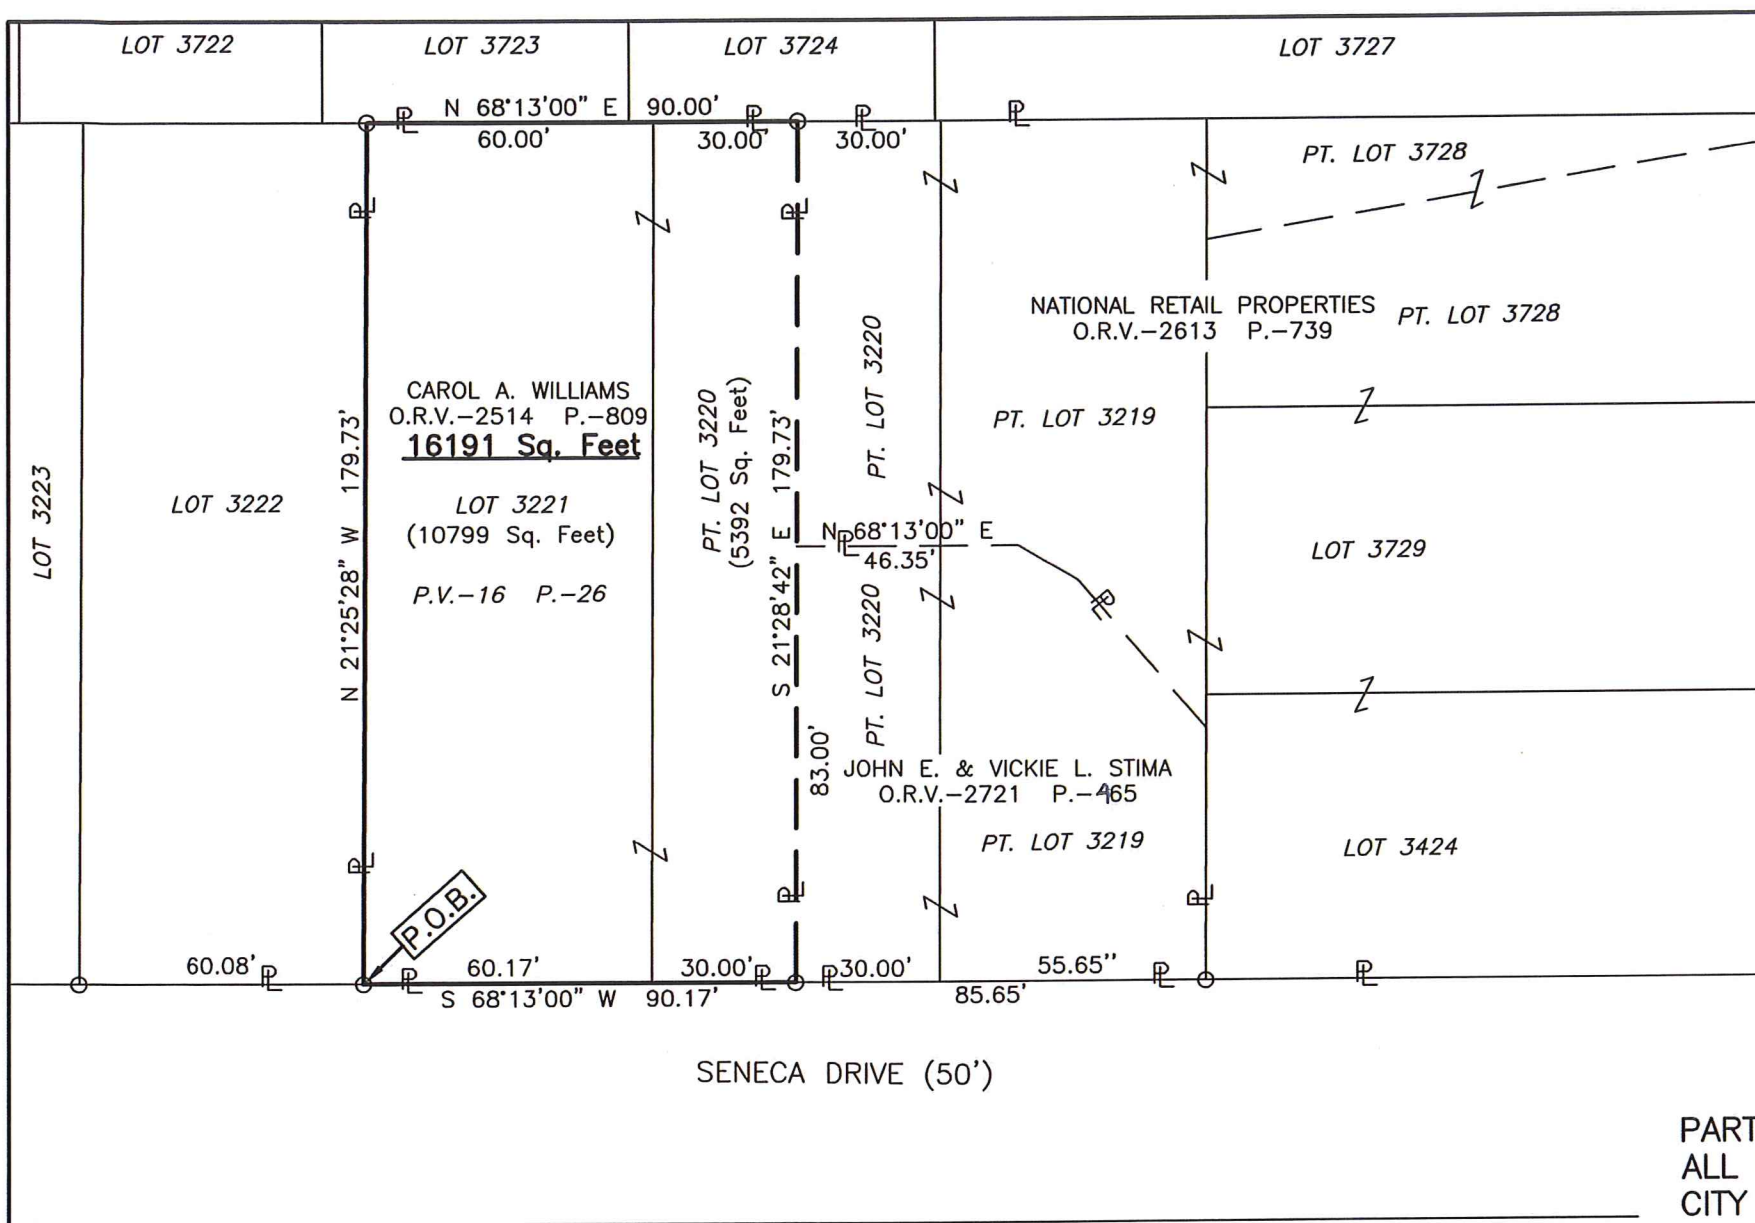 LOT 3722
LOT 3723
LOT 3724
LOT 3727
N 68°13'00" E 90.00'
60.00'
30.00'
30.00'
PT. LOT 3728
NATIONAL RETAIL PROPERTIES
O.R.V.-2613 P.-739
PT. LOT 3728
CAROL A. WILLIAMS
O.R.V.-2514 P.-809
16191 Sq. Feet
LOT 3221
(10799 Sq. Feet)
P.V.-16 P.-26
LOT 3223
LOT 3222
N 21°25'28" W 179.73'
PT. LOT 3220
(5392 Sq. Feet)
S 21°28'42" E 179.73'
PT. LOT 3220
PT. LOT 3219
N 68°13'00" E
46.35'
LOT 3729
PT. LOT 3220
83.00'
JOHN E. & VICKIE L. STIMA
O.R.V.-2721 P.-965
PT. LOT 3219
LOT 3424
P.O.B.
60.08'
60.17'
30.00'
30.00'
55.65"
S 68°13'00" W 90.17'
85.65'
SENECA DRIVE (50')
PART
ALL
CITY